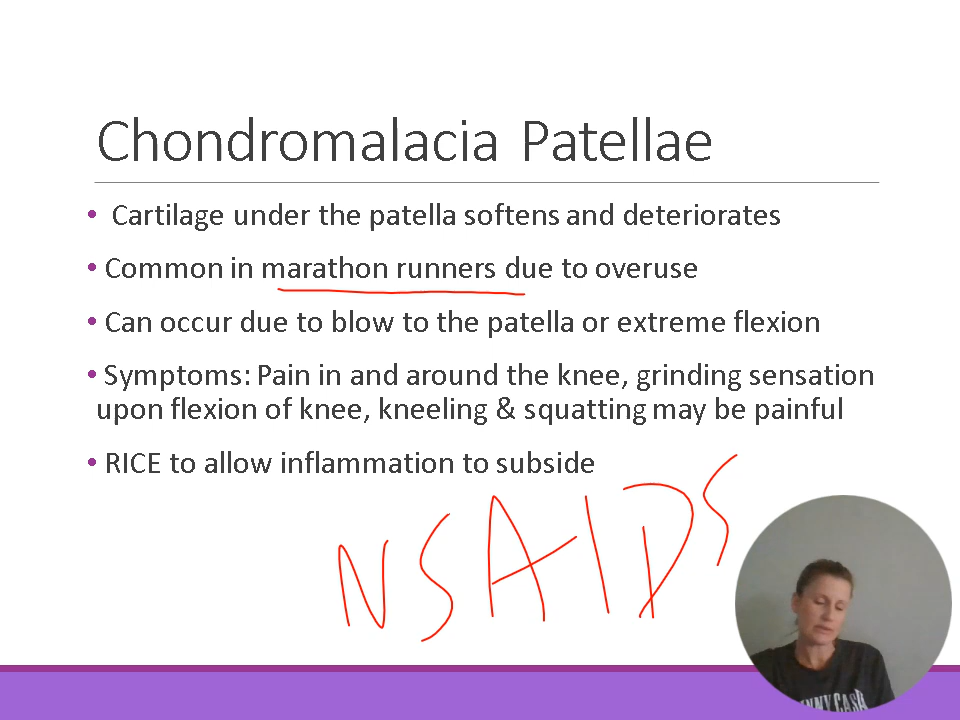 Chondromalacia Patellae
• Cartilage under the patella softens and deteriorates
• Common in marathon runners due to overuse
• Can occur due to blow to the patella or extreme flexion
• Symptoms: Pain in and around the knee, grinding sensation
upon flexion of knee, kneeling & squatting may be painful
• RICE to allow inflammation to subside
NSAIDS